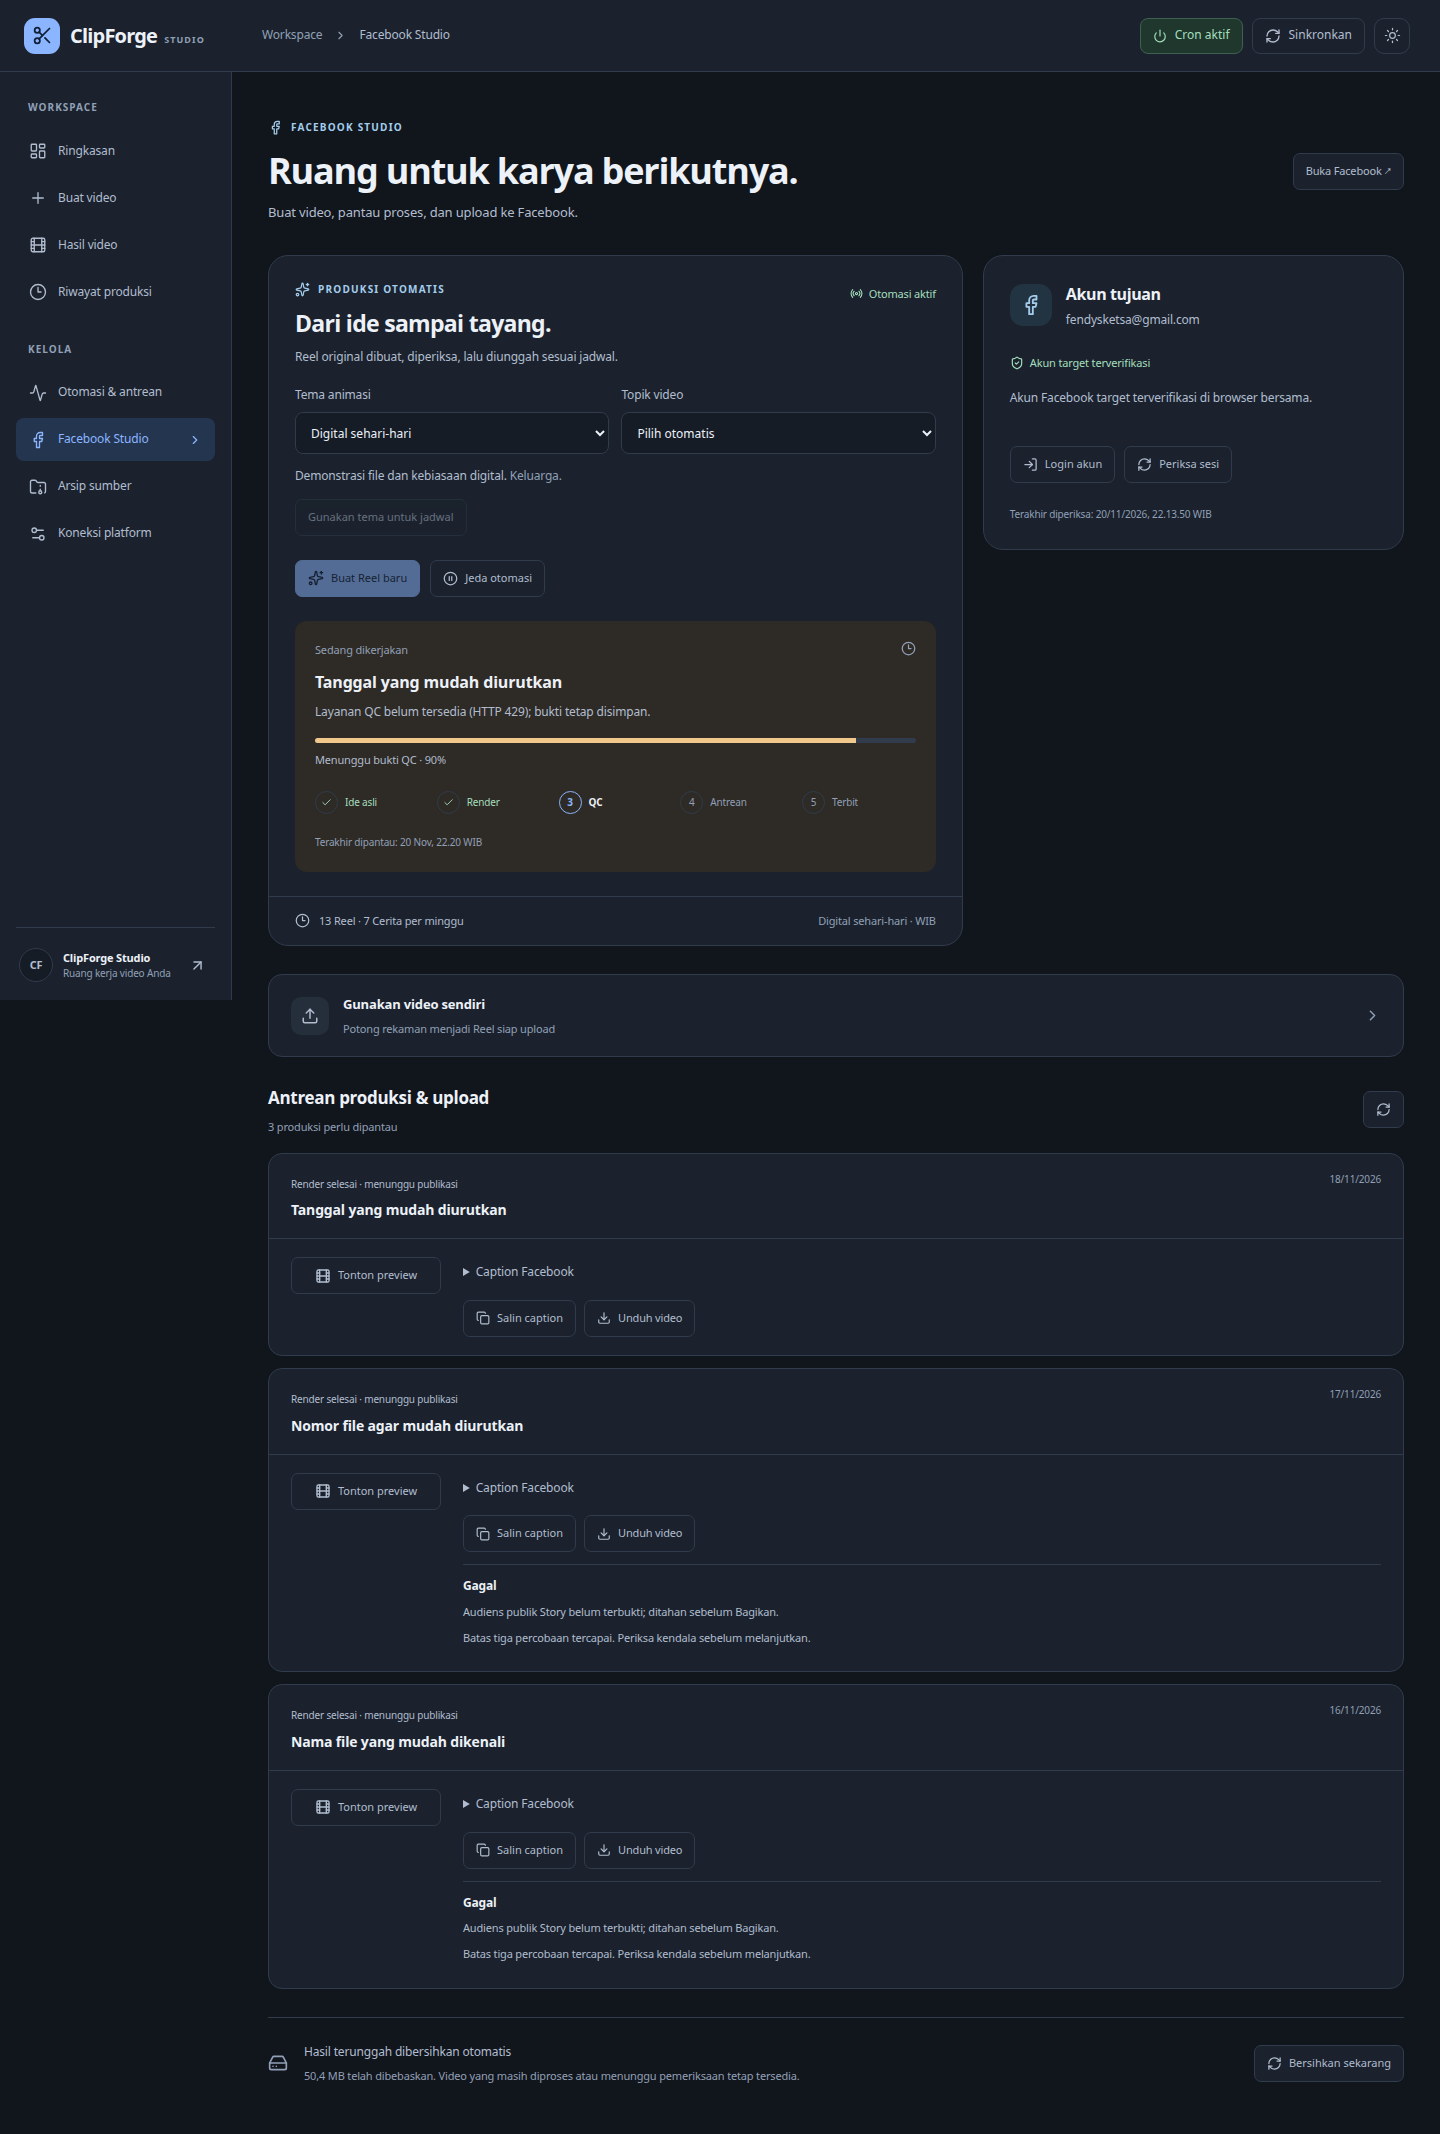 ClipForge STUDIO
Workspace > Facebook Studio
Cron aktif
Sinkronkan
WORKSPACE
Ringkasan
Buat video
Hasil video
Riwayat produksi
KELOLA
Otomasi & antrean
Facebook Studio
Arsip sumber
Koneksi platform
CF
ClipForge Studio
Ruang kerja video Anda
FACEBOOK STUDIO
Ruang untuk karya berikutnya.
Buat video, pantau proses, dan upload ke Facebook.
Buka Facebook ↗
PRODUKSI OTOMATIS
Otomasi aktif
Dari ide sampai tayang.
Reel original dibuat, diperiksa, lalu diunggah sesuai jadwal.
Tema animasi
Topik video
Digital sehari-hari
Pilih otomatis
Demonstrasi file dan kebiasaan digital. Keluarga.
Gunakan tema untuk jadwal
Buat Reel baru
Jeda otomasi
Sedang dikerjakan
Tanggal yang mudah diurutkan
Layanan QC belum tersedia (HTTP 429); bukti tetap disimpan.
Menunggu bukti QC · 90%
Ide asli
Render
3 QC
4 Antrean
5 Terbit
Terakhir dipantau: 20 Nov, 22.20 WIB
13 Reel · 7 Cerita per minggu
Digital sehari-hari · WIB
Akun tujuan
fendysketsa@gmail.com
Akun target terverifikasi
Akun Facebook target terverifikasi di browser bersama.
Login akun
Periksa sesi
Terakhir diperiksa: 20/11/2026, 22.13.50 WIB
Gunakan video sendiri
Potong rekaman menjadi Reel siap upload
Antrean produksi & upload
3 produksi perlu dipantau
Render selesai · menunggu publikasi
18/11/2026
Tanggal yang mudah diurutkan
Tonton preview
Caption Facebook
Salin caption
Unduh video
Render selesai · menunggu publikasi
17/11/2026
Nomor file agar mudah diurutkan
Tonton preview
Caption Facebook
Salin caption
Unduh video
Gagal
Audiens publik Story belum terbukti; ditahan sebelum Bagikan.
Batas tiga percobaan tercapai. Periksa kendala sebelum melanjutkan.
Render selesai · menunggu publikasi
16/11/2026
Nama file yang mudah dikenali
Tonton preview
Caption Facebook
Salin caption
Unduh video
Gagal
Audiens publik Story belum terbukti; ditahan sebelum Bagikan.
Batas tiga percobaan tercapai. Periksa kendala sebelum melanjutkan.
Hasil terunggah dibersihkan otomatis
50,4 MB telah dibebaskan. Video yang masih diproses atau menunggu pemeriksaan tetap tersedia.
Bersihkan sekarang